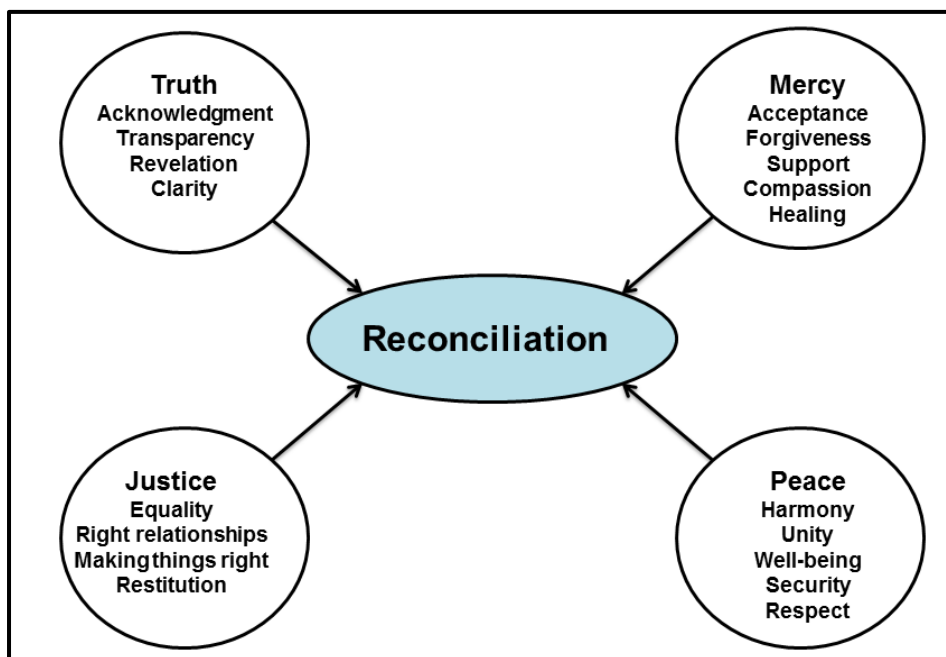 Truth
Acknowledgment
Transparency
Revelation
Clarity
Mercy
Acceptance
Forgiveness
Support
Compassion
Healing
Reconciliation
Justice
Equality
Right relationships
Making things right
Restitution
Peace
Harmony
Unity
Well-being
Security
Respect